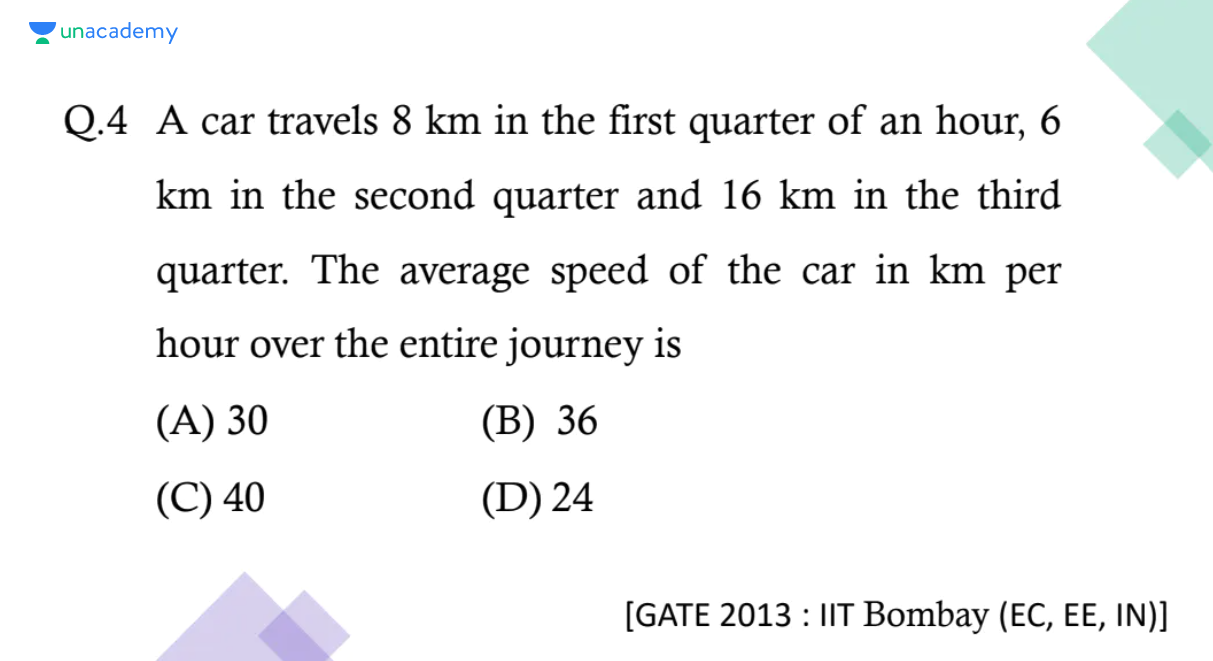 unacademy
Q.4 A car travels 8 km in the first quarter of an hour, 6
km in the second quarter and 16 km in the third
quarter. The average speed of the car in km per
hour over the entire journey is
(A) 30 (B) 36
(C) 40 (D) 24
[GATE 2013 : IIT Bombay (EC, EE, IN)]